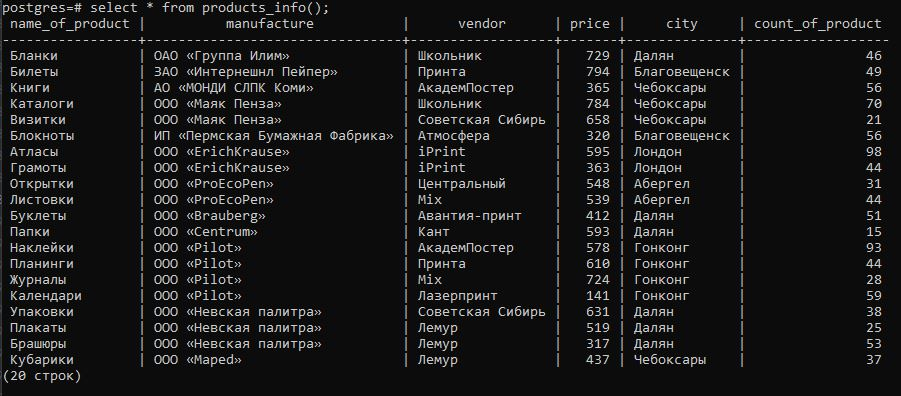 postgres=# select * from products_info();
name_of_product | manufacture | vendor | price | city | count_of_product
-----------------+--------------------------------+------------------+-------+--------------+------------------
Бланки | ОАО «Группа Илим» | Школьник | 729 | Далян | 46
Билеты | ЗАО «Интернешнл Пейпер» | Принта | 794 | Благовещенск | 49
Книги | АО «МОНДИ СЛПК Коми» | АкадемПостер | 365 | Чебоксары | 56
Каталоги | ООО «Маяк Пенза» | Школьник | 784 | Чебоксары | 70
Визитки | ООО «Маяк Пенза» | Советская Сибирь | 658 | Чебоксары | 21
Блокноты | ИП «Пермская Бумажная Фабрика» | Атмосфера | 320 | Благовещенск | 56
Атласы | ООО «ErichKrause» | iPrint | 595 | Лондон | 98
Грамоты | ООО «ErichKrause» | iPrint | 363 | Лондон | 44
Открытки | ООО «ProEcoPen» | Центральный | 548 | Абергел | 31
Листовки | ООО «ProEcoPen» | Mix | 539 | Абергел | 44
Буклеты | ООО «Brauberg» | Авантия-принт | 412 | Далян | 51
Папки | ООО «Centrum» | Кант | 593 | Далян | 15
Наклейки | ООО «Pilot» | АкадемПостер | 578 | Гонконг | 93
Планинги | ООО «Pilot» | Принта | 610 | Гонконг | 44
Журналы | ООО «Pilot» | Mix | 724 | Гонконг | 28
Календари | ООО «Pilot» | Лазерпринт | 141 | Гонконг | 59
Упаковки | ООО «Невская палитра» | Советская Сибирь | 631 | Далян | 38
Плакаты | ООО «Невская палитра» | Лемур | 519 | Далян | 25
Брашюры | ООО «Невская палитра» | Лемур | 317 | Далян | 53
Кубарики | ООО «Maped» | Лемур | 437 | Чебоксары | 37
(20 строк)